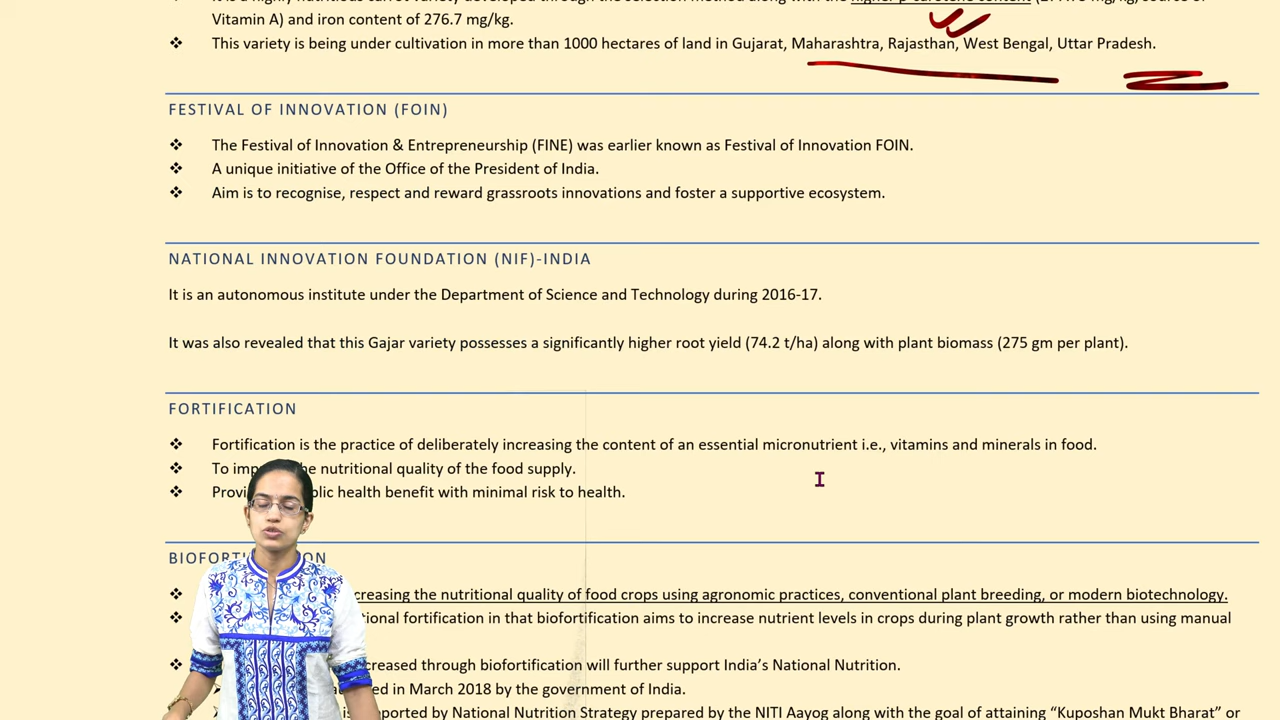 Vitamin A) and iron content of 276.7 mg/kg.
❖ This variety is being under cultivation in more than 1000 hectares of land in Gujarat, Maharashtra, Rajasthan, West Bengal, Uttar Pradesh.
FESTIVAL OF INNOVATION (FOIN)
❖ The Festival of Innovation & Entrepreneurship (FINE) was earlier known as Festival of Innovation FOIN.
❖ A unique initiative of the Office of the President of India.
❖ Aim is to recognise, respect and reward grassroots innovations and foster a supportive ecosystem.
NATIONAL INNOVATION FOUNDATION (NIF)-INDIA
It is an autonomous institute under the Department of Science and Technology during 2016-17.
It was also revealed that this Gajar variety possesses a significantly higher root yield (74.2 t/ha) along with plant biomass (275 gm per plant).
FORTIFICATION
❖ Fortification is the practice of deliberately increasing the content of an essential micronutrient i.e., vitamins and minerals in food.
❖ To nutritional quality of the food supply.
❖ health benefit with minimal risk to health.
❖ the nutritional quality of food crops using agronomic practices, conventional plant breeding, or modern biotechnology.
❖ fortification in that biofortification aims to increase nutrient levels in crops during plant growth rather than using manual
❖ through biofortification will further support India's National Nutrition.
in March 2018 by the government of India.
by National Nutrition Strategy prepared by the NITI Aayog along with the goal of attaining "Kuposhan Mukt Bharat" or